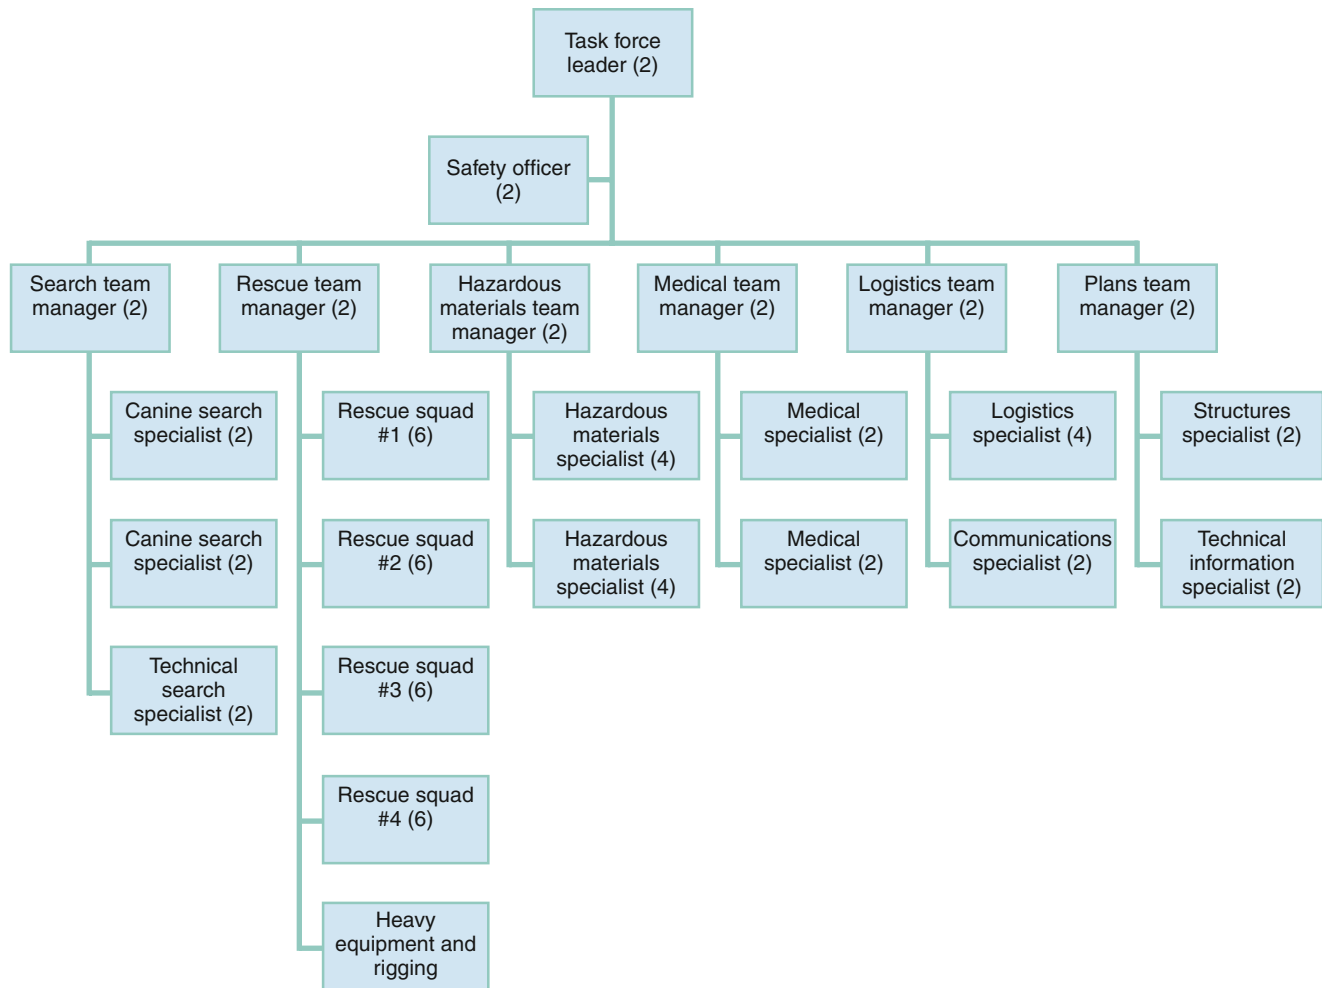 Task force
leader (2)
Safety officer
(2)
Search team
manager (2)
Rescue team
manager (2)
Hazardous
materials team
manager (2)
Medical team
manager (2)
Logistics team
manager (2)
Plans team
manager (2)
Canine search
specialist (2)
Rescue squad
#1 (6)
Hazardous
materials
specialist (4)
Medical
specialist (2)
Logistics
specialist (4)
Structures
specialist (2)
Canine search
specialist (2)
Rescue squad
#2 (6)
Hazardous
materials
specialist (4)
Medical
specialist (2)
Communications
specialist (2)
Technical
information
specialist (2)
Technical
search
specialist (2)
Rescue squad
#3 (6)
Rescue squad
#4 (6)
Heavy
equipment and
rigging